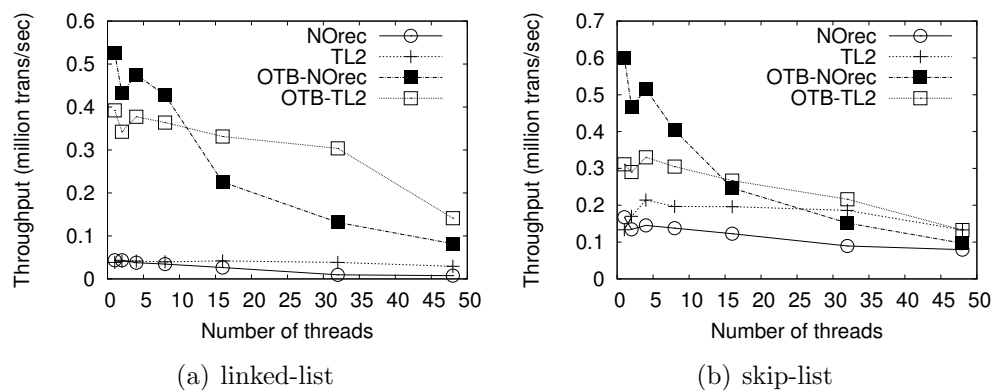 0.6
0.5
0.4
0.3
0.2
0.1
0
0 5 10 15 20 25 30 35 40 45 50
Throughput (million trans/sec)
Number of threads
NOrec
TL2
OTB-NOrec
OTB-TL2
(a) linked-list
0.7
0.6
0.5
0.4
0.3
0.2
0.1
0
0 5 10 15 20 25 30 35 40 45 50
Throughput (million trans/sec)
Number of threads
NOrec
TL2
OTB-NOrec
OTB-TL2
(b) skip-list